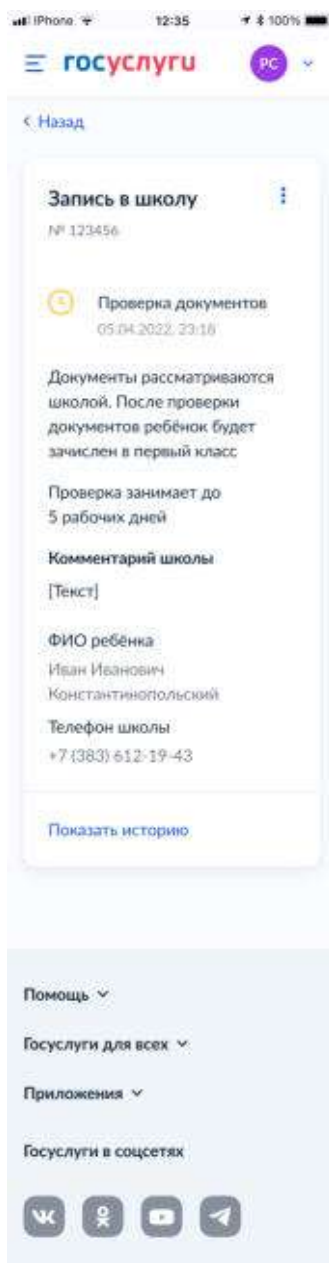 iPhone 12:35 100%
госуслуги PC
Назад
Запись в школу
№ 123456
Проверка документов
05.04.2022, 23:18
Документы рассматриваются
школой. После проверки
документов ребёнок будет
зачислен в первый класс
Проверка занимает до
5 рабочих дней
Комментарий школы
[Текст]
ФИО ребёнка
Иван Иванович
Константинопольский
Телефон школы
+7 (383) 612-19-43
Показать историю
Помощь
Госуслуги для всех
Приложения
Госуслуги в соцсетях